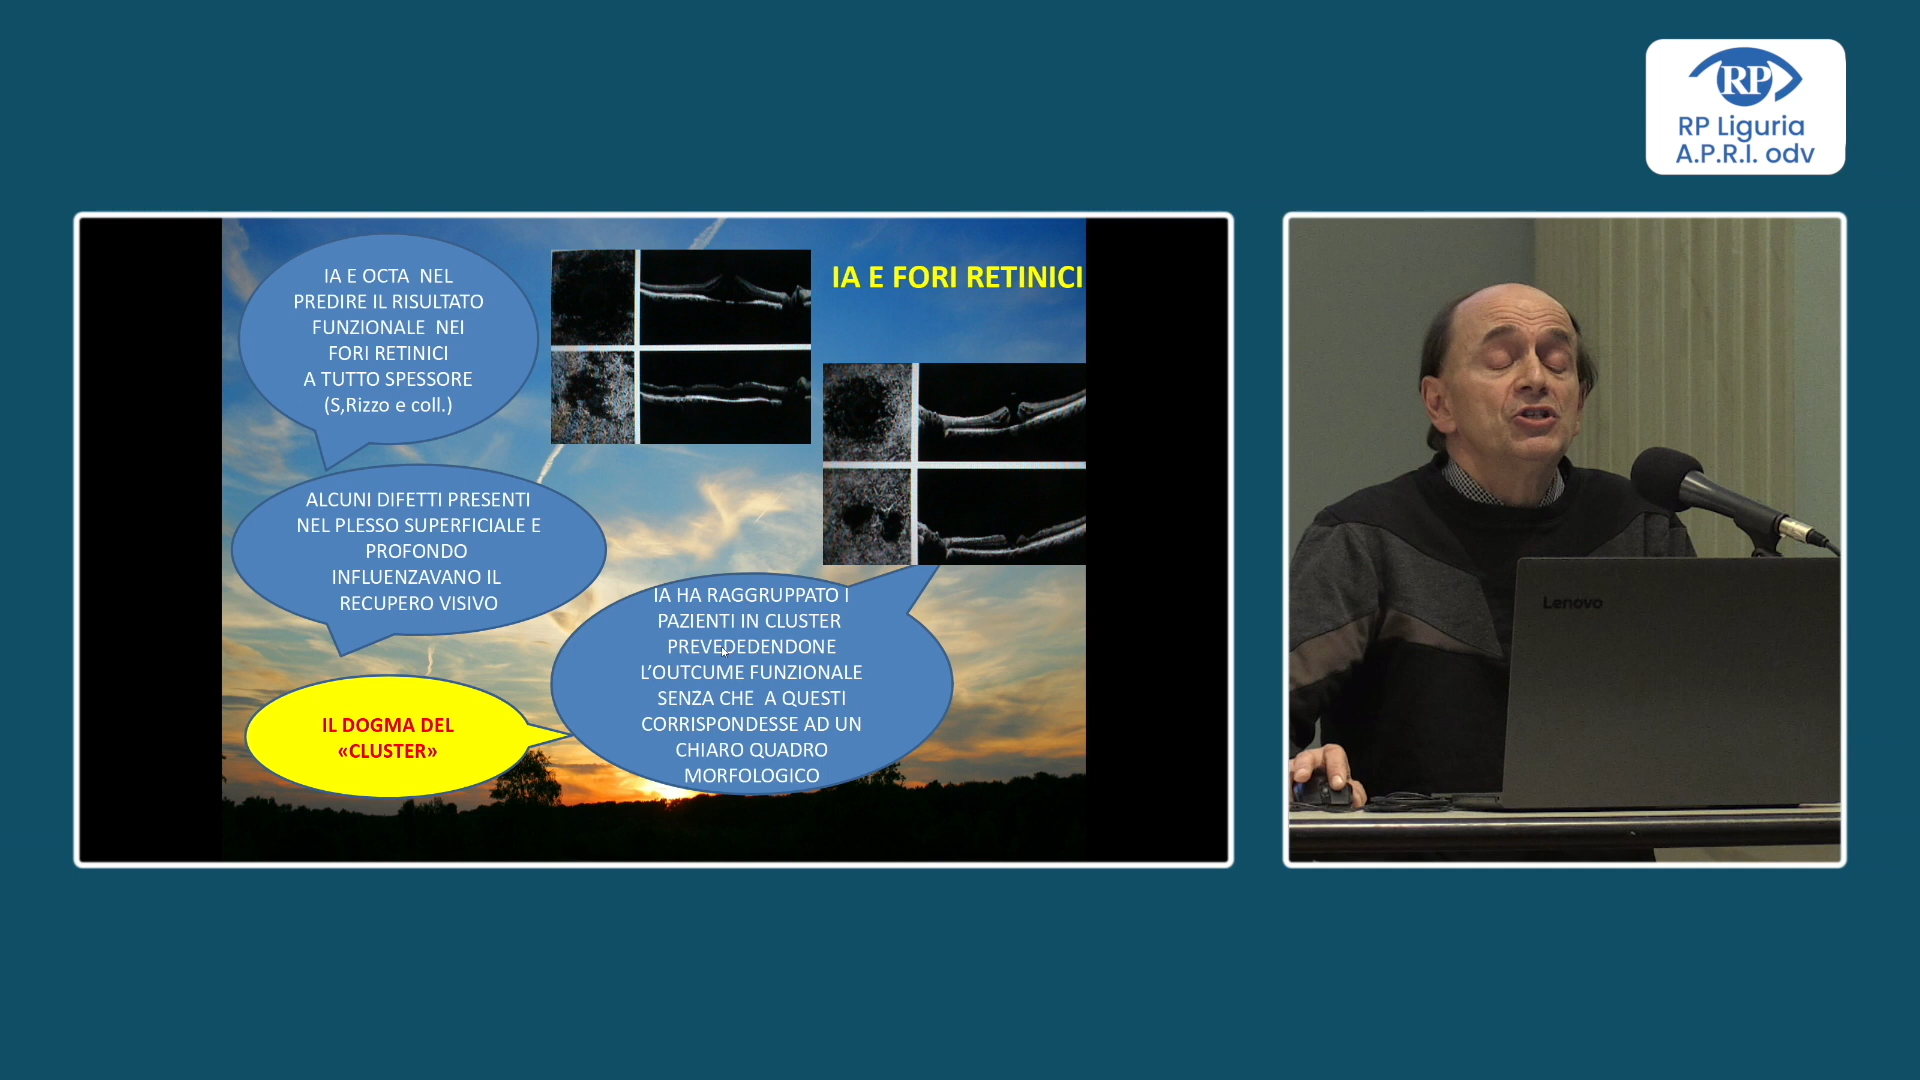 RP
RP Liguria
A.P.R.I. odv
IA E OCTA NEL
PREDIRE IL RISULTATO
FUNZIONALE NEI
FORI RETINICI
A TUTTO SPESSORE
(S,Rizzo e coll.)
IA E FORI RETINICI
ALCUNI DIFETTI PRESENTI
NEL PLESSO SUPERFICIALE E
PROFONDO
INFLUENZAVANO IL
RECUPERO VISIVO
IA HA RAGGRUPPATO I
PAZIENTI IN CLUSTER
PREVEDEDENDONE
L’OUTCUME FUNZIONALE
SENZA CHE A QUESTI
CORRISPONDESSE AD UN
CHIARO QUADRO
MORFOLOGICO
IL DOGMA DEL
«CLUSTER»
Lenovo